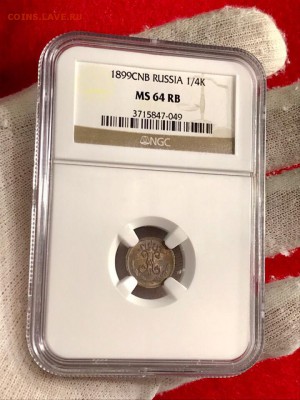 COINS.LAVE.RU
1899CNB RUSSIA 1/4K
MS 64 RB
3715847-049
NGC